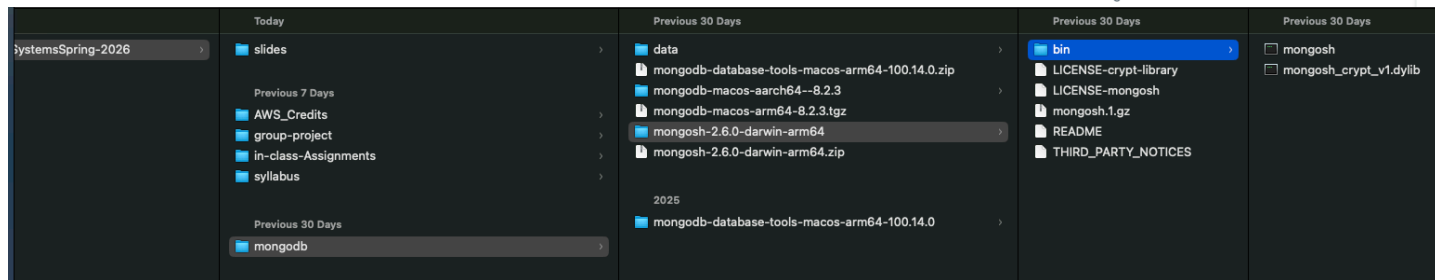 Today
Previous 30 Days
Previous 30 Days
Previous 30 Days
SystemsSpring-2026
slides
Previous 7 Days
AWS_Credits
group-project
in-class-Assignments
syllabus
Previous 30 Days
mongodb
data
mongodb-database-tools-macos-arm64-100.14.0.zip
mongodb-macos-aarch64--8.2.3
mongodb-macos-arm64-8.2.3.tgz
mongosh-2.6.0-darwin-arm64
mongosh-2.6.0-darwin-arm64.zip
2025
mongodb-database-tools-macos-arm64-100.14.0
bin
LICENSE-crypt-library
LICENSE-mongosh
mongosh.1.gz
README
THIRD_PARTY_NOTICES
mongosh
mongosh_crypt_v1.dylib